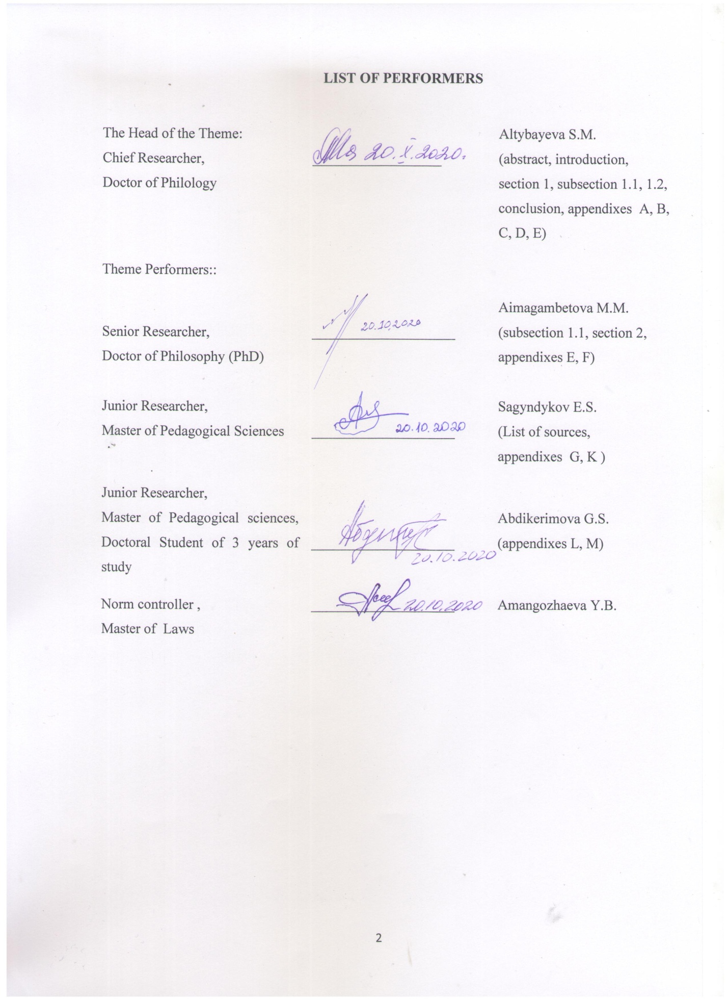 LIST OF PERFORMERS
The Head of the Theme:
Chief Researcher,
Doctor of Philology
20.X.2020.
Altybayeva S.M.
(abstract, introduction,
section 1, subsection 1.1, 1.2,
conclusion, appendixes A, B,
C, D, E)
Theme Performers::
Senior Researcher,
Doctor of Philosophy (PhD)
20.10.2020
Aimagambetova M.M.
(subsection 1.1, section 2,
appendixes E, F)
Junior Researcher,
Master of Pedagogical Sciences
20.10.2020
Sagyndykov E.S.
(List of sources,
appendixes G, K )
Junior Researcher,
Master of Pedagogical sciences,
Doctoral Student of 3 years of
study
20.10.2020
Abdikerimova G.S.
(appendixes L, M)
Norm controller ,
Master of Laws
20.10.2020
Amangozhaeva Y.B.
2